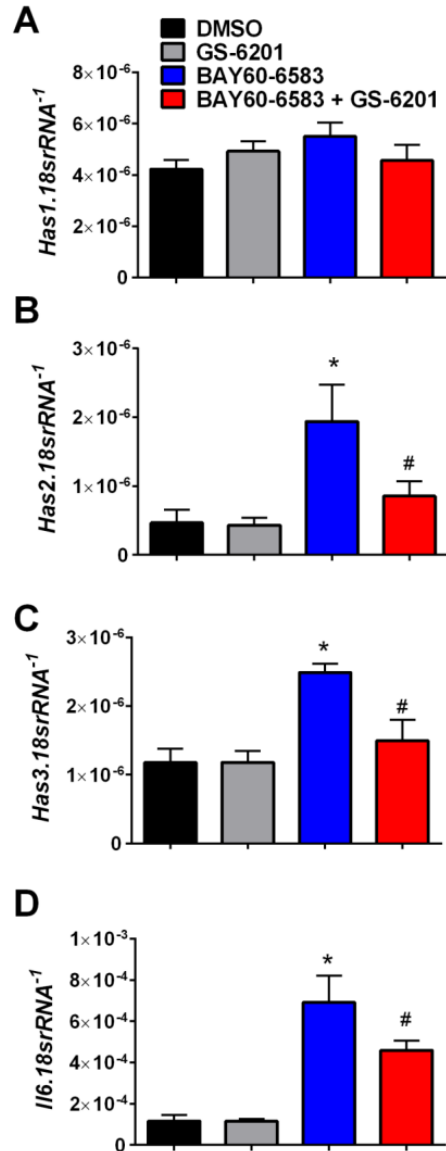 A
DMSO
GS-6201
BAY60-6583
BAY60-6583 + GS-6201
Has1.18srRNA⁻¹
8×10⁻⁶
6×10⁻⁶
4×10⁻⁶
2×10⁻⁶
0
B
Has2.18srRNA⁻¹
3×10⁻⁶
2×10⁻⁶
1×10⁻⁶
0
*
#
C
Has3.18srRNA⁻¹
3×10⁻⁶
2×10⁻⁶
1×10⁻⁶
0
*
#
D
Il6.18srRNA⁻¹
1×10⁻³
8×10⁻⁴
6×10⁻⁴
4×10⁻⁴
2×10⁻⁴
0
*
#